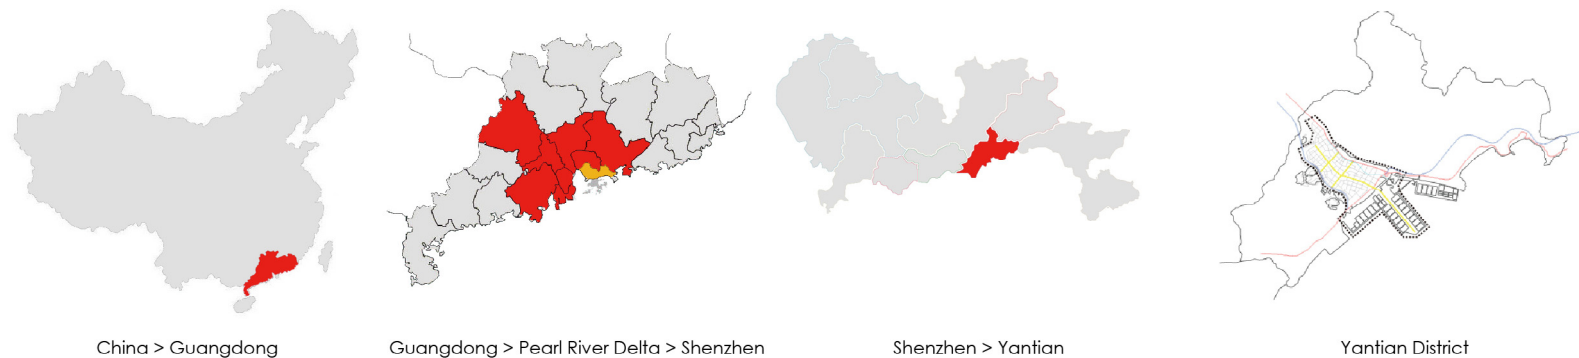 China > Guangdong
Guangdong > Pearl River Delta > Shenzhen
Shenzhen > Yantian
Yantian District